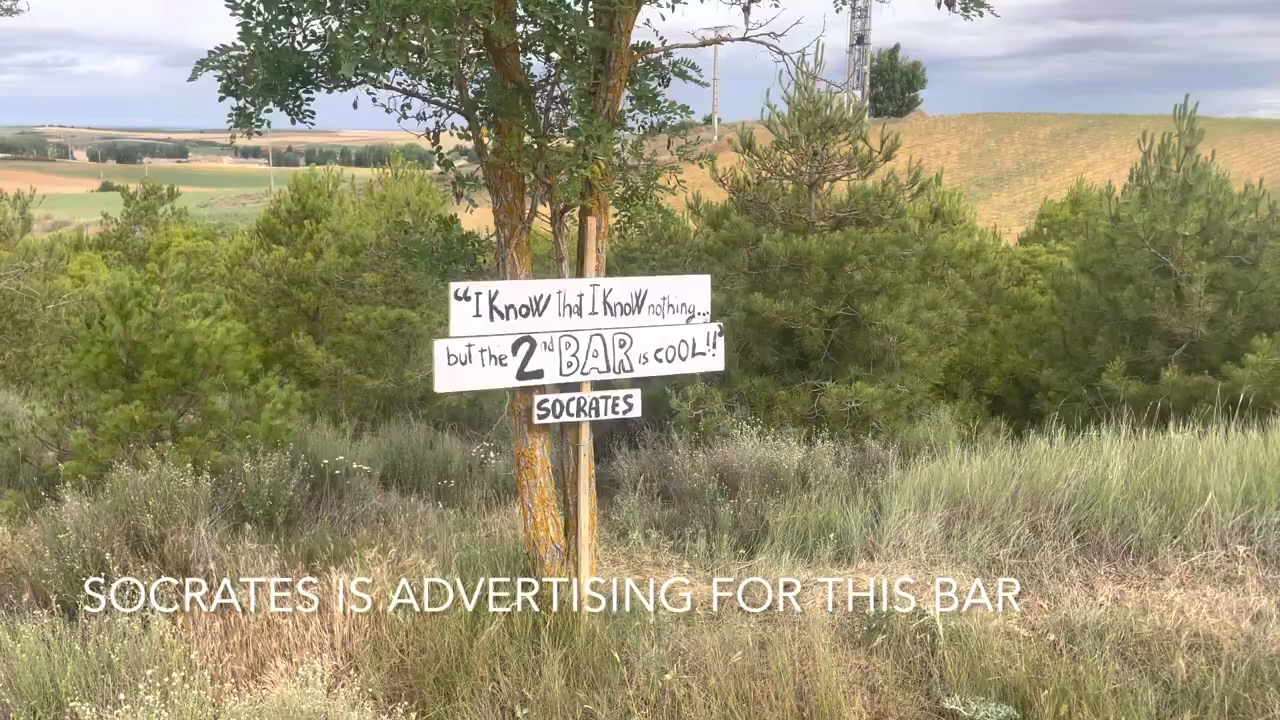 “I KnoW That I KnoW nothing...
but the 2nd BAR is COOL!!”
SOCRATES
SOCRATES IS ADVERTISING FOR THIS BAR